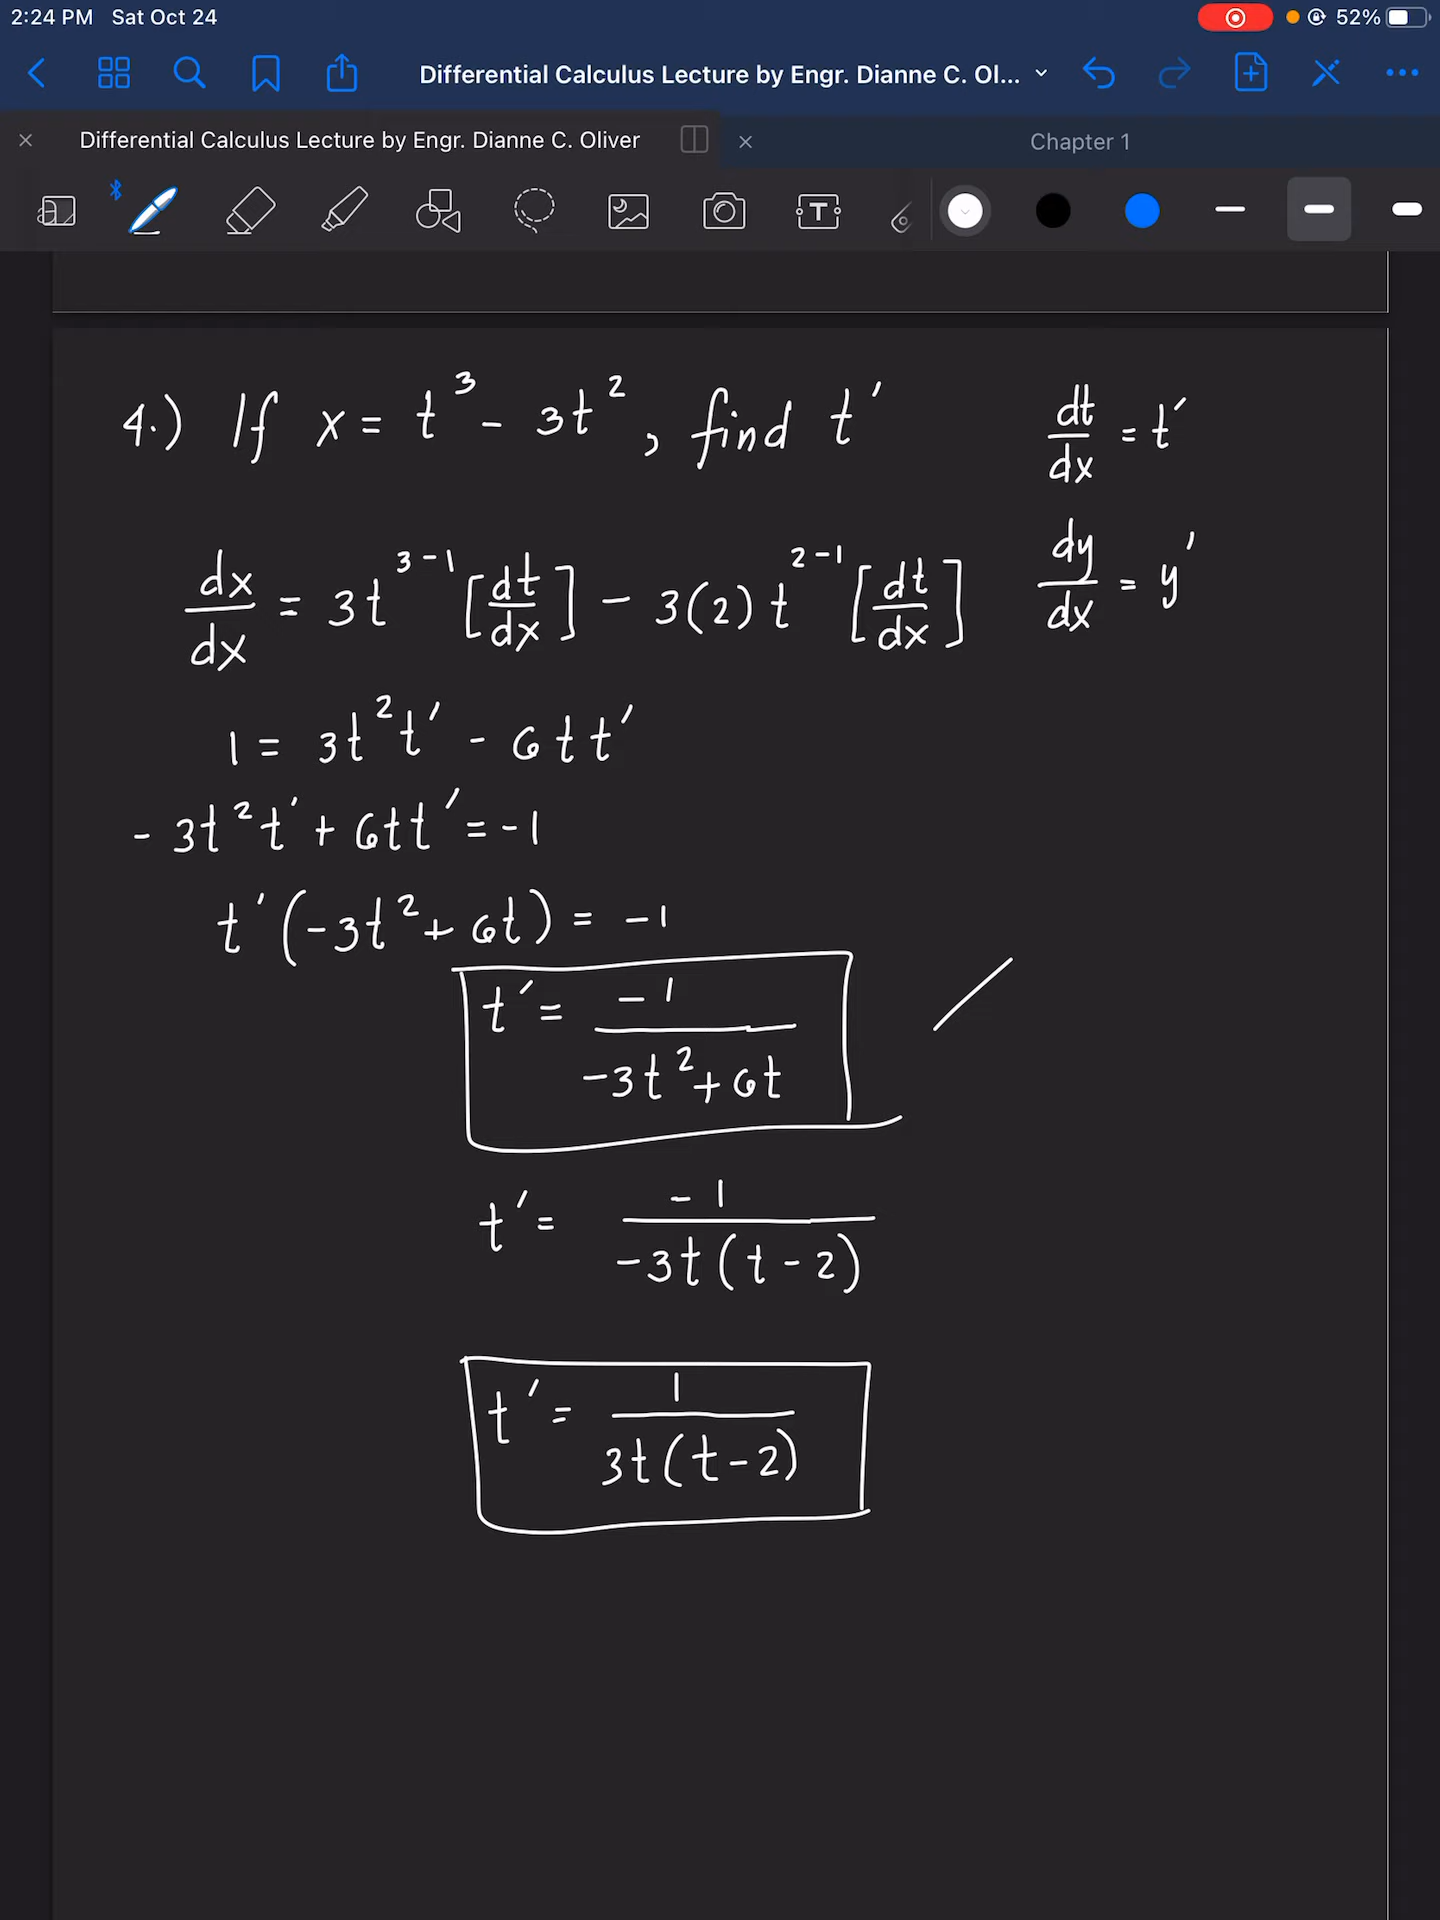 2:24 PM Sat Oct 24 52%
Differential Calculus Lecture by Engr. Dianne C. Ol...
Differential Calculus Lecture by Engr. Dianne C. Oliver
Chapter 1
4.) If x = t³ - 3t², find t'
dt/dx = t'
dy/dx = y'
dx/dx = 3t³⁻¹ [dt/dx] - 3(2)t²⁻¹ [dt/dx]
1 = 3t²t' - 6tt'
-3t²t' + 6tt' = -1
t'(-3t² + 6t) = -1
t' = -1/(-3t² + 6t)
t' = -1/(-3t(t-2))
t' = 1/(3t(t-2))